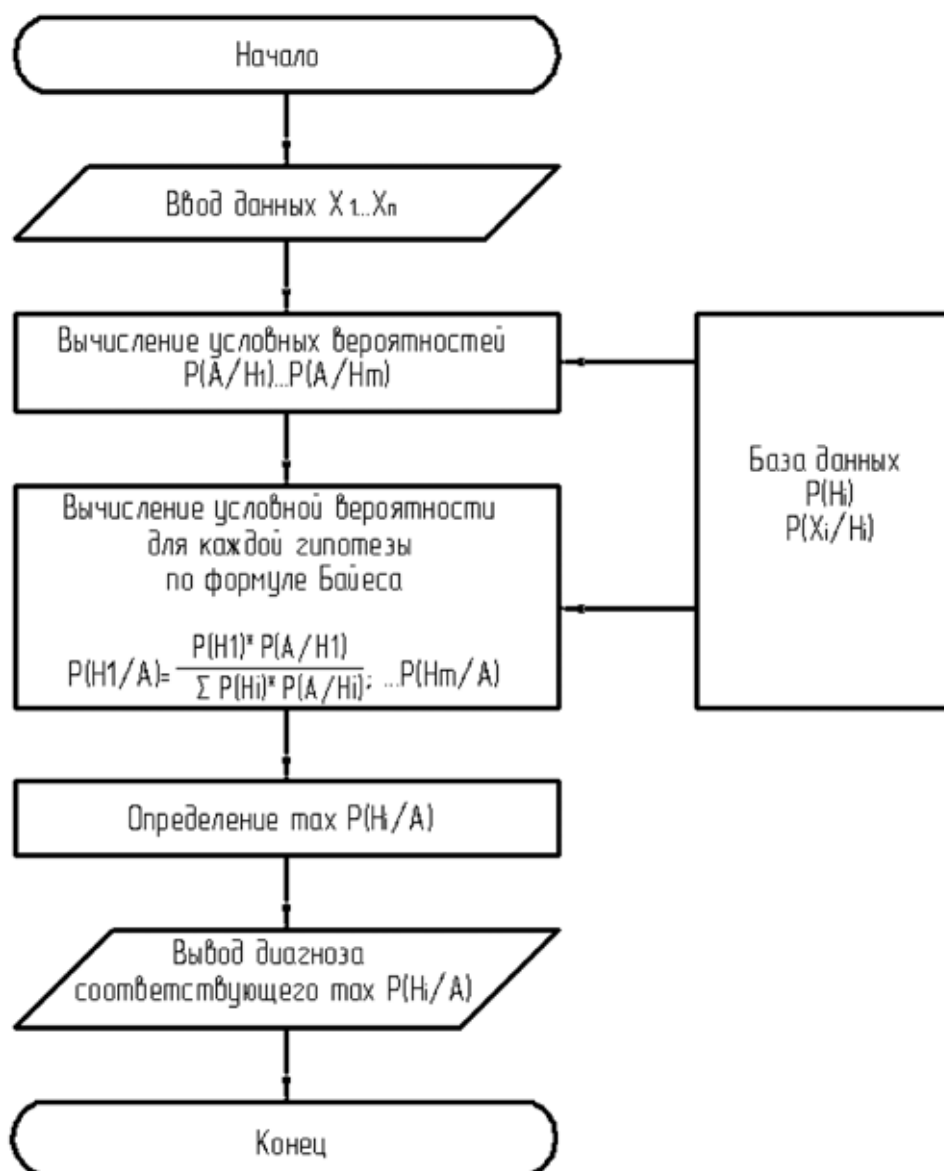 Начало
Ввод данных X1...Xn
Вычисление условных вероятностей
P(A/H1)...P(A/Hm)
База данных
P(Hi)
P(Xi/Hi)
Вычисление условной вероятности
для каждой гипотезы
по формуле Байеса
P(H1/A)= P(H1)* P(A/H1) / Σ P(Hi)* P(A/Hi); ...P(Hm/A)
Определение max P(Hi/A)
Вывод диагноза
соответствующего max P(Hi/A)
Конец